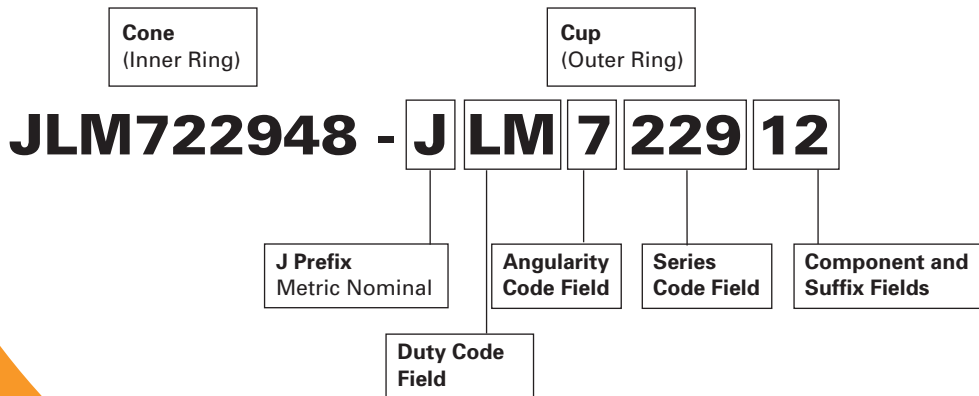 Cone
(Inner Ring)
Cup
(Outer Ring)
JLM722948 - J LM 7 229 12
J Prefix
Metric Nominal
Angularity
Code Field
Series
Code Field
Component and
Suffix Fields
Duty Code
Field